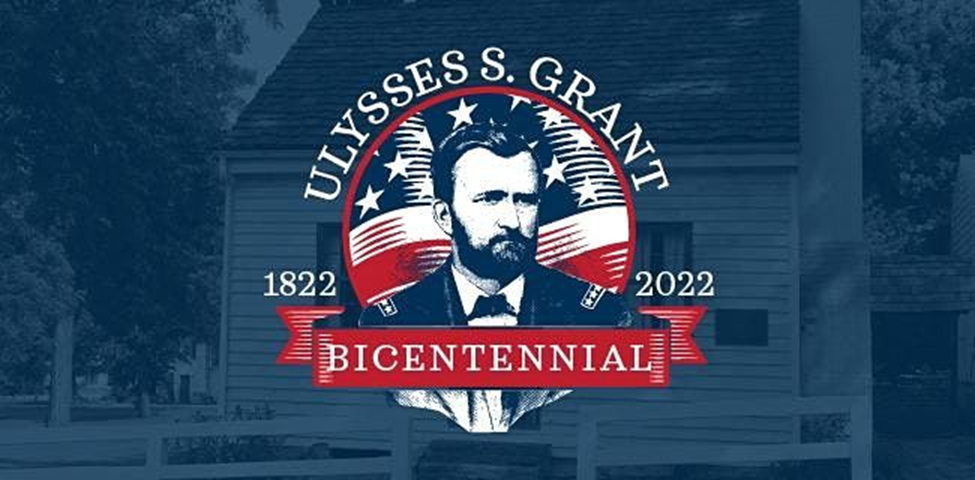 ULYSSES S. GRANT
1822
2022
BICENTENNIAL